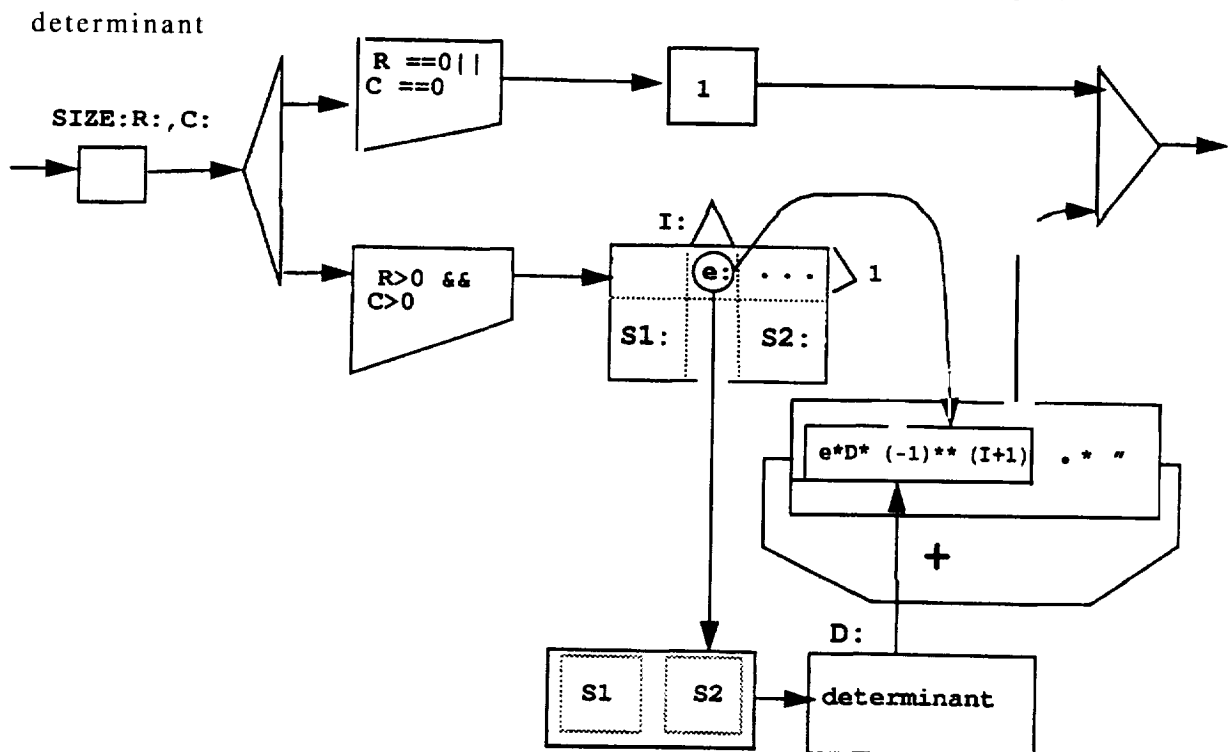 determinant
R ==0||
C ==0
1
SIZE:R:,C:
I:
e: ...
1
R>0 &&
C>0
S1: S2:
e*D* (-1)** (I+1)
+
D:
S1 S2
determinant